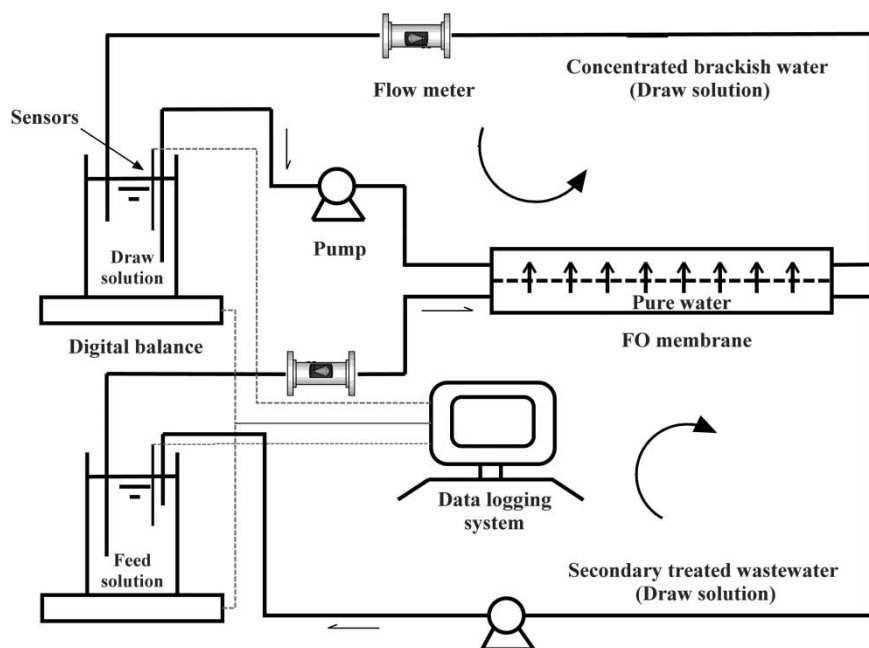 Concentrated brackish water
(Draw solution)
Flow meter
Sensors
Pump
Draw
solution
Pure water
FO membrane
Digital balance
Data logging
system
Feed
solution
Secondary treated wastewater
(Draw solution)